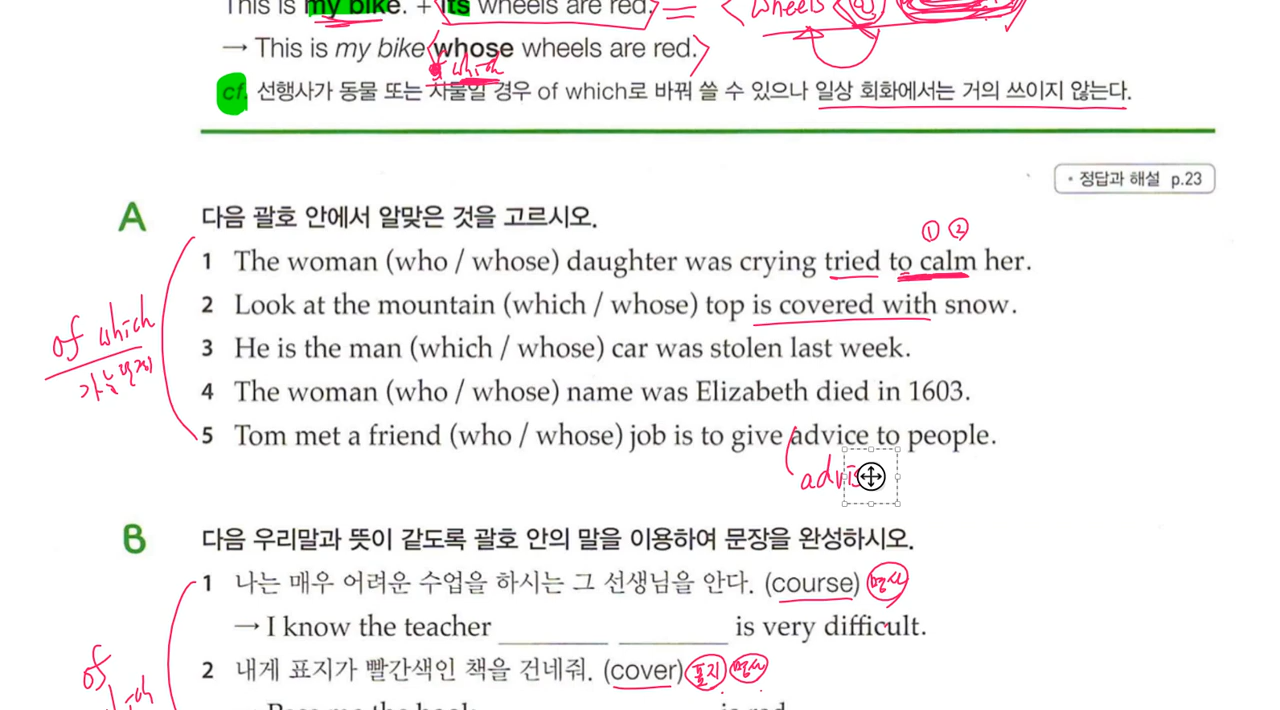 This is my bike. + its wheels are red. = wheels
→ This is my bike whose wheels are red.
of which
cf. 선행사가 동물 또는 사물일 경우 of which로 바꿔 쓸 수 있으나 일상 회화에서는 거의 쓰이지 않는다.
• 정답과 해설 p.23
A 다음 괄호 안에서 알맞은 것을 고르시오.
① ②
1 The woman (who / whose) daughter was crying tried to calm her.
2 Look at the mountain (which / whose) top is covered with snow.
of which
3 He is the man (which / whose) car was stolen last week.
4 The woman (who / whose) name was Elizabeth died in 1603.
5 Tom met a friend (who / whose) job is to give advice to people.
advis
B 다음 우리말과 뜻이 같도록 괄호 안의 말을 이용하여 문장을 완성하시오.
1 나는 매우 어려운 수업을 하시는 그 선생님을 안다. (course) 명사
→ I know the teacher ________ ________ is very difficult.
2 내게 표지가 빨간색인 책을 건네줘. (cover) 표지 명사
of